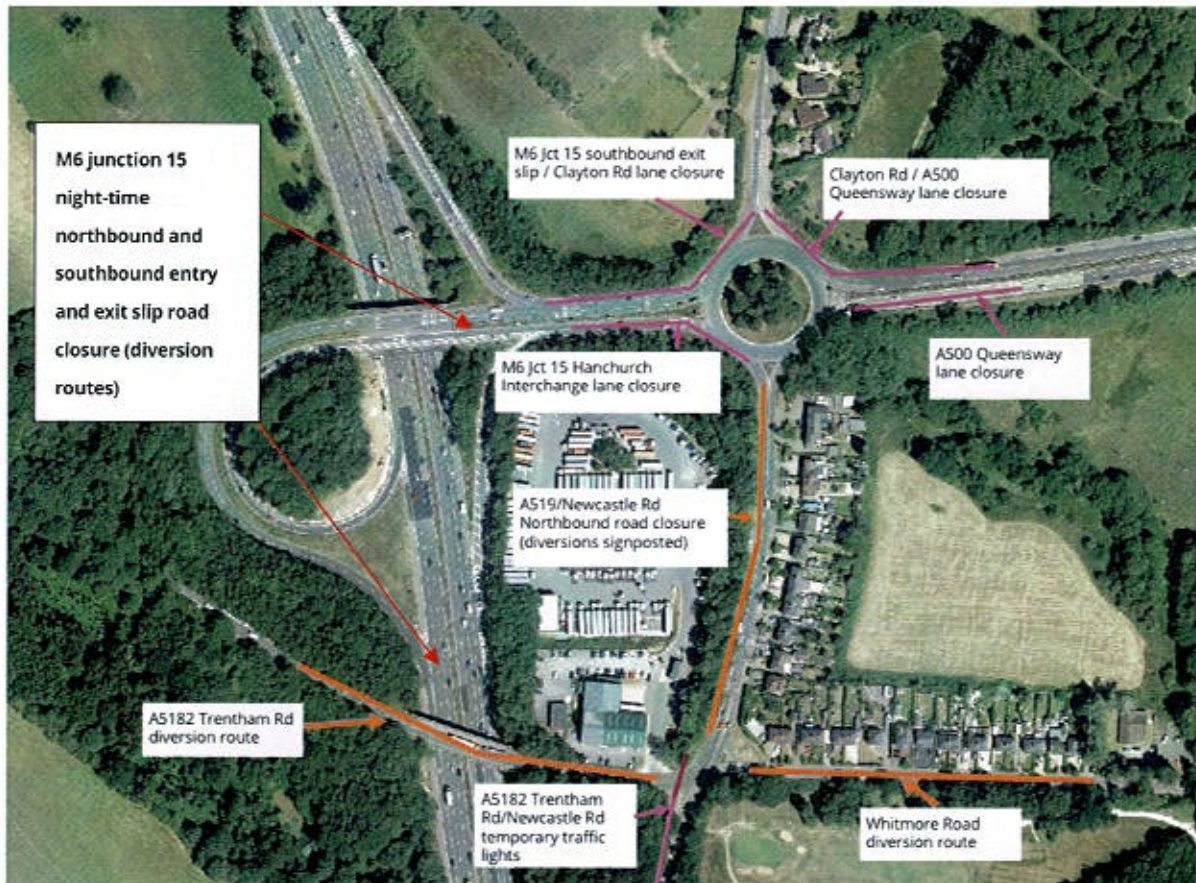 M6 junction 15
night-time
northbound and
southbound entry
and exit slip road
closure (diversion
routes)
M6 Jct 15 southbound exit
slip / Clayton Rd lane closure
Clayton Rd / A500
Queensway lane closure
M6 Jct 15 Hanchurch
Interchange lane closure
A500 Queensway
lane closure
A519/Newcastle Rd
Northbound road closure
(diversions signposted)
A5182 Trentham Rd
diversion route
A5182 Trentham
Rd/Newcastle Rd
temporary traffic
lights
Whitmore Road
diversion route